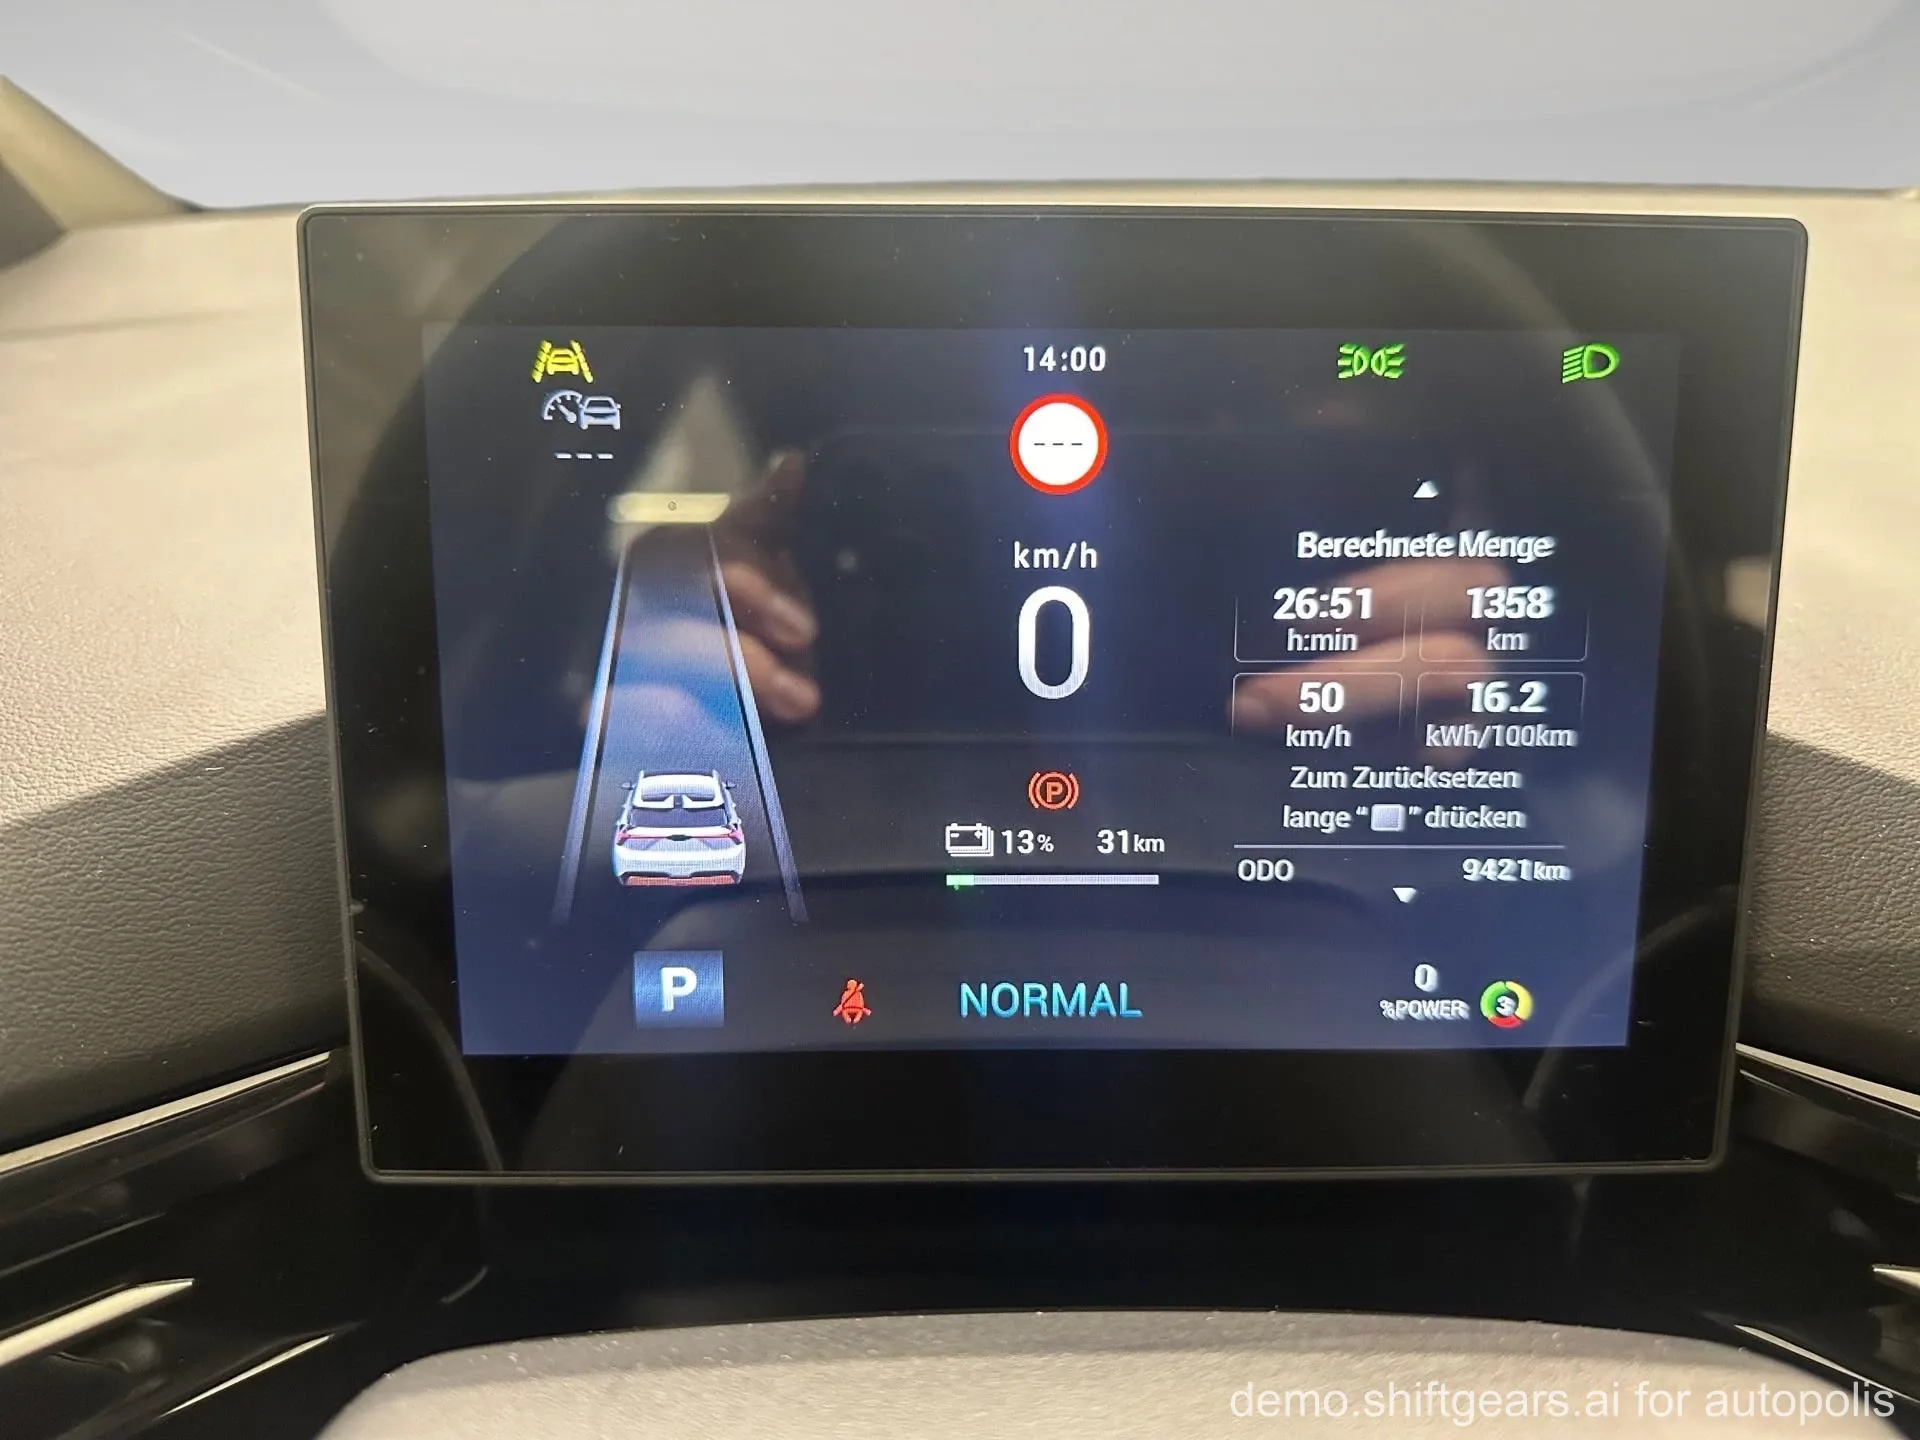 14:00
---
---
km/h
0
Berechnete Menge
26:51 1358
h:min km
50 16.2
km/h kWh/100km
Zum Zurücksetzen
lange "" drücken
P
13% 31km
ODO 9421km
P
NORMAL
0
%POWER 3
demo.shiftgears.ai for autopolis